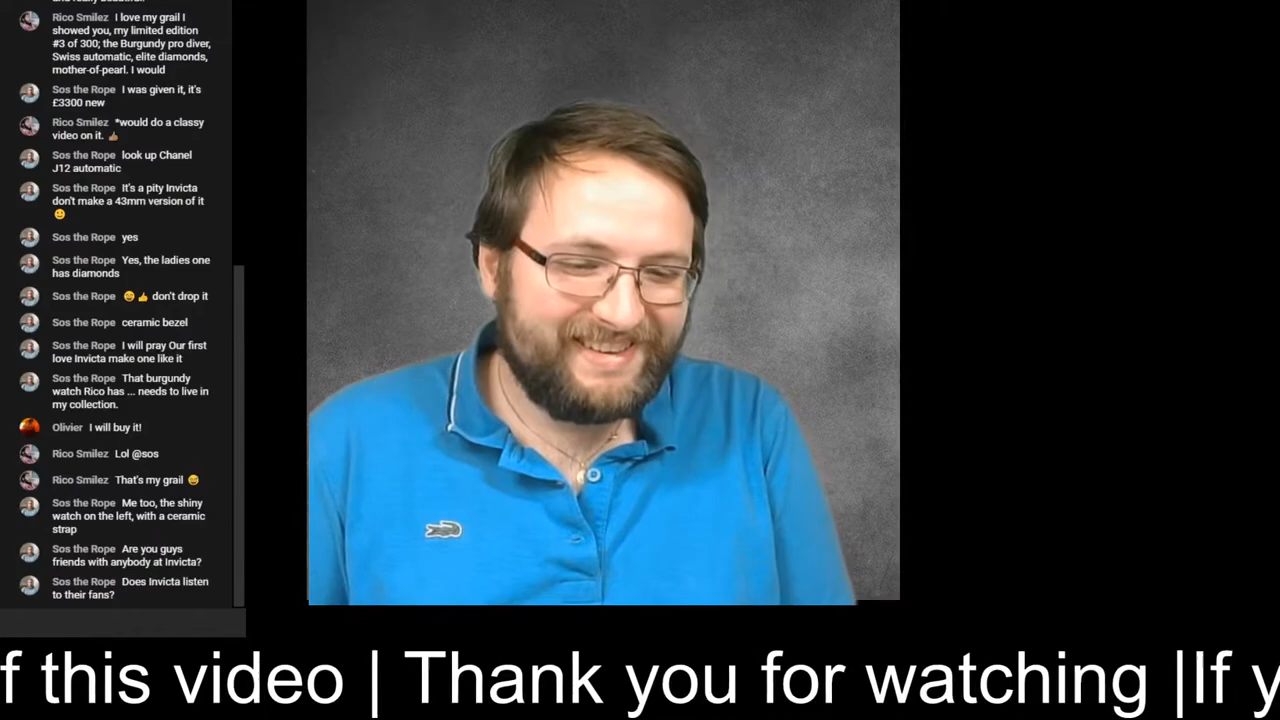 Rico Smilez I love my grail I
showed you, my limited edition
#3 of 300; the Burgundy pro diver,
Swiss automatic, elite diamonds,
mother-of-pearl. I would
Sos the Rope I was given it, it's
£3300 new
Rico Smilez *would do a classy
video on it. 👍🏽
Sos the Rope look up Chanel
J12 automatic
Sos the Rope It's a pity Invicta
don't make a 43mm version of it
🙂
Sos the Rope yes
Sos the Rope Yes, the ladies one
has diamonds
Sos the Rope 😄👍 don't drop it
Sos the Rope ceramic bezel
Sos the Rope I will pray Our first
love Invicta make one like it
Sos the Rope That burgundy
watch Rico has ... needs to live in
my collection.
Olivier I will buy it!
Rico Smilez Lol @sos
Rico Smilez That's my grail 😅
Sos the Rope Me too, the shiny
watch on the left, with a ceramic
strap
Sos the Rope Are you guys
friends with anybody at Invicta?
Sos the Rope Does Invicta listen
to their fans?
f this video | Thank you for watching |If y